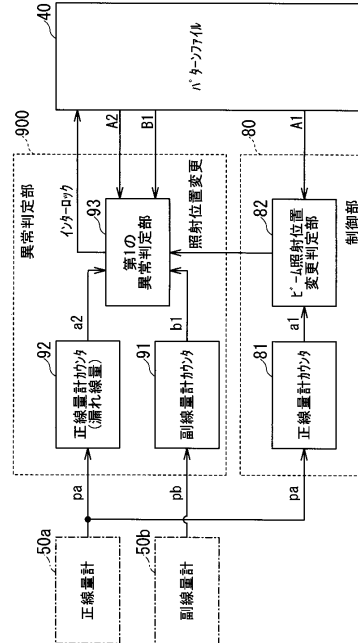 50a
正線量計
50b
副線量計
pa
pb
pa
異常判定部
900
92
正線量計カウンタ
(漏れ線量)
91
副線量計カウンタ
a2
b1
インターロック
93
第1の
異常判定部
A2
B1
照射位置変更
80
81
正線量計カウンタ
a1
82
ビーム照射位置
変更判定部
制御部
A1
40
パターンファイル